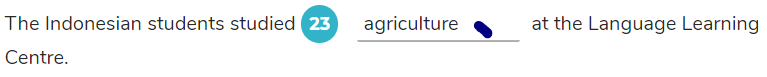 The Indonesian students studied 23 agriculture at the Language Learning
Centre.